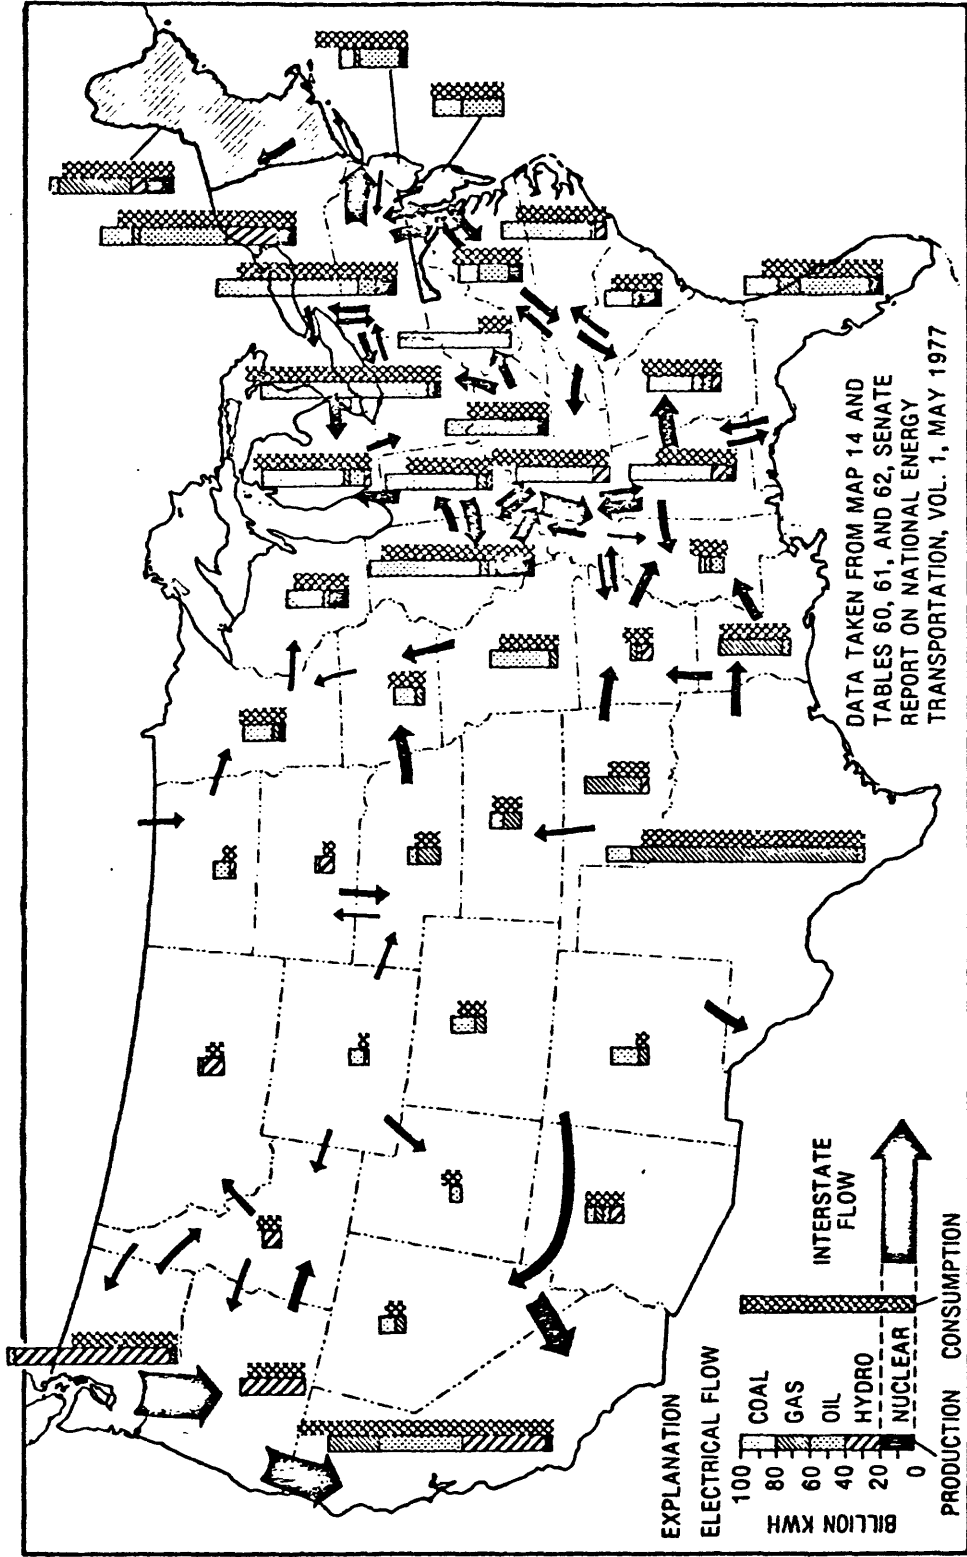 DATA TAKEN FROM MAP 14 AND
TABLES 60, 61, AND 62, SENATE
REPORT ON NATIONAL ENERGY
TRANSPORTATION, VOL. 1, MAY 1977
EXPLANATION
ELECTRICAL FLOW
BILLION KWH
100
80
60
40
20
0
COAL
GAS
OIL
HYDRO
NUCLEAR
PRODUCTION
CONSUMPTION
INTERSTATE
FLOW